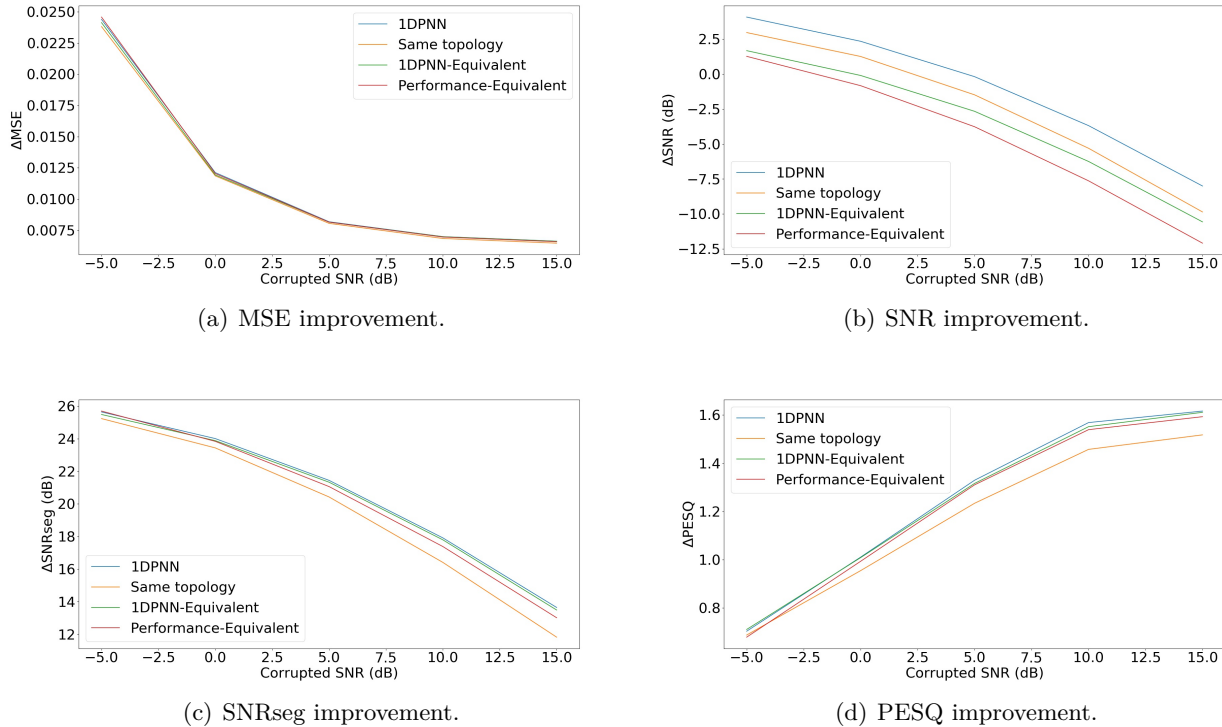 0.0250
0.0225
0.0200
0.0175
0.0150
0.0125
0.0100
0.0075
ΔMSE
1DPNN
Same topology
1DPNN-Equivalent
Performance-Equivalent
−5.0 −2.5 0.0 2.5 5.0 7.5 10.0 12.5 15.0
Corrupted SNR (dB)
(a) MSE improvement.
2.5
0.0
−2.5
−5.0
−7.5
−10.0
−12.5
ΔSNR (dB)
1DPNN
Same topology
1DPNN-Equivalent
Performance-Equivalent
−5.0 −2.5 0.0 2.5 5.0 7.5 10.0 12.5 15.0
Corrupted SNR (dB)
(b) SNR improvement.
26
24
22
20
18
16
14
12
ΔSNRseg (dB)
1DPNN
Same topology
1DPNN-Equivalent
Performance-Equivalent
−5.0 −2.5 0.0 2.5 5.0 7.5 10.0 12.5 15.0
Corrupted SNR (dB)
(c) SNRseg improvement.
1.6
1.4
1.2
1.0
0.8
ΔPESQ
1DPNN
Same topology
1DPNN-Equivalent
Performance-Equivalent
−5.0 −2.5 0.0 2.5 5.0 7.5 10.0 12.5 15.0
Corrupted SNR (dB)
(d) PESQ improvement.